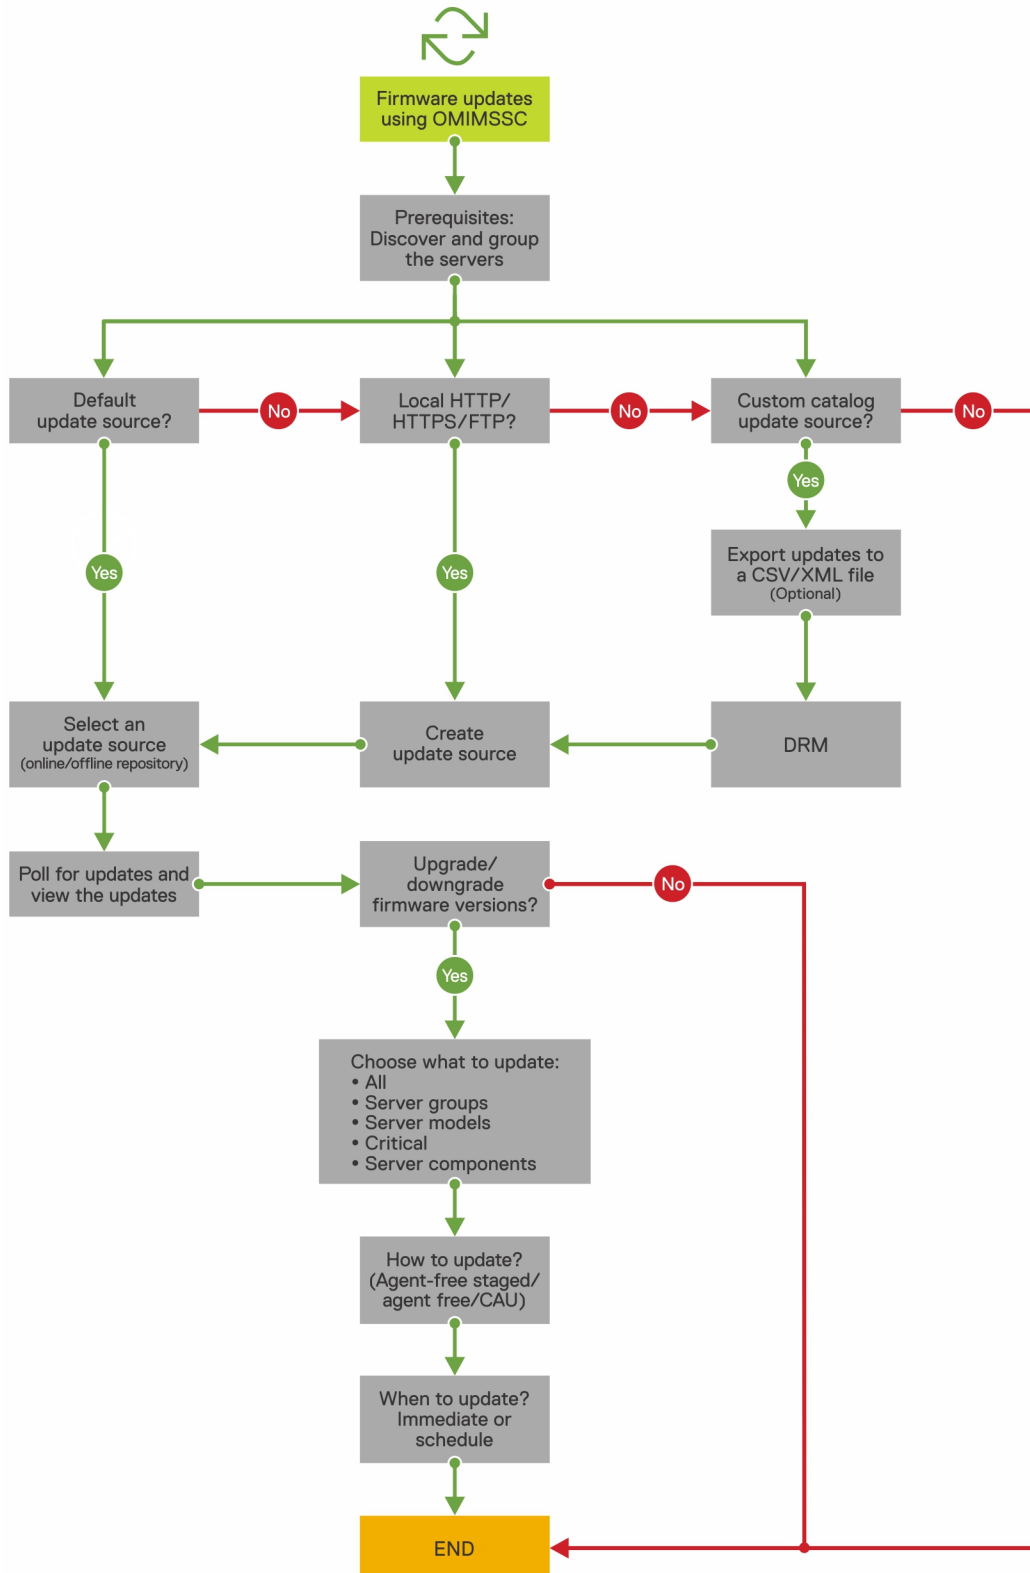 Firmware updates
using OMIMSSC
Prerequisites:
Discover and group
the servers
Default
update source?
No
Local HTTP/
HTTPS/FTP?
No
Custom catalog
update source?
No
Yes
Export updates to
a CSV/XML file
(Optional)
Yes
Yes
Select an
update source
(online/offline repository)
Create
update source
DRM
Poll for updates and
view the updates
Upgrade/
downgrade
firmware versions?
No
Yes
Choose what to update:
• All
• Server groups
• Server models
• Critical
• Server components
How to update?
(Agent-free staged/
agent free/CAU)
When to update?
Immediate or
schedule
END